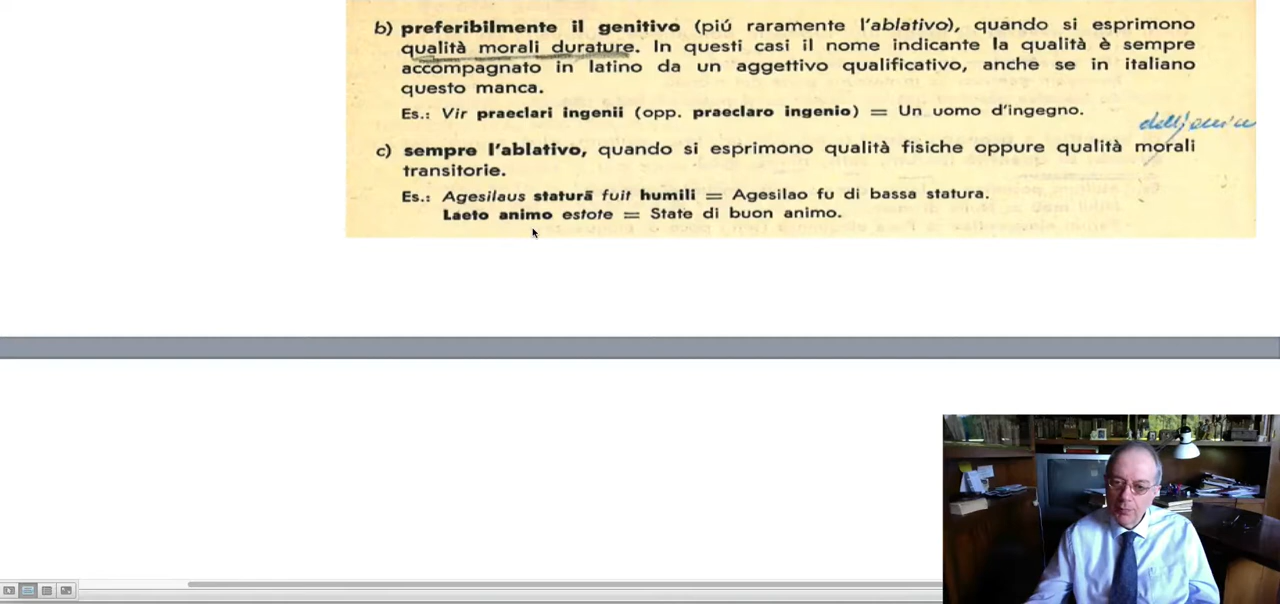 b) preferibilmente il genitivo (piú raramente l'ablativo), quando si esprimono
qualità morali durature. In questi casi il nome indicante la qualità è sempre
accompagnato in latino da un aggettivo qualificativo, anche se in italiano
questo manca.
Es.: Vir praeclari ingenii (opp. praeclaro ingenio) = Un uomo d'ingegno.
c) sempre l'ablativo, quando si esprimono qualità fisiche oppure qualità morali
transitorie.
Es.: Agesilaus staturā fuit humili = Agesilao fu di bassa statura.
Laeto animo estote = State di buon animo.